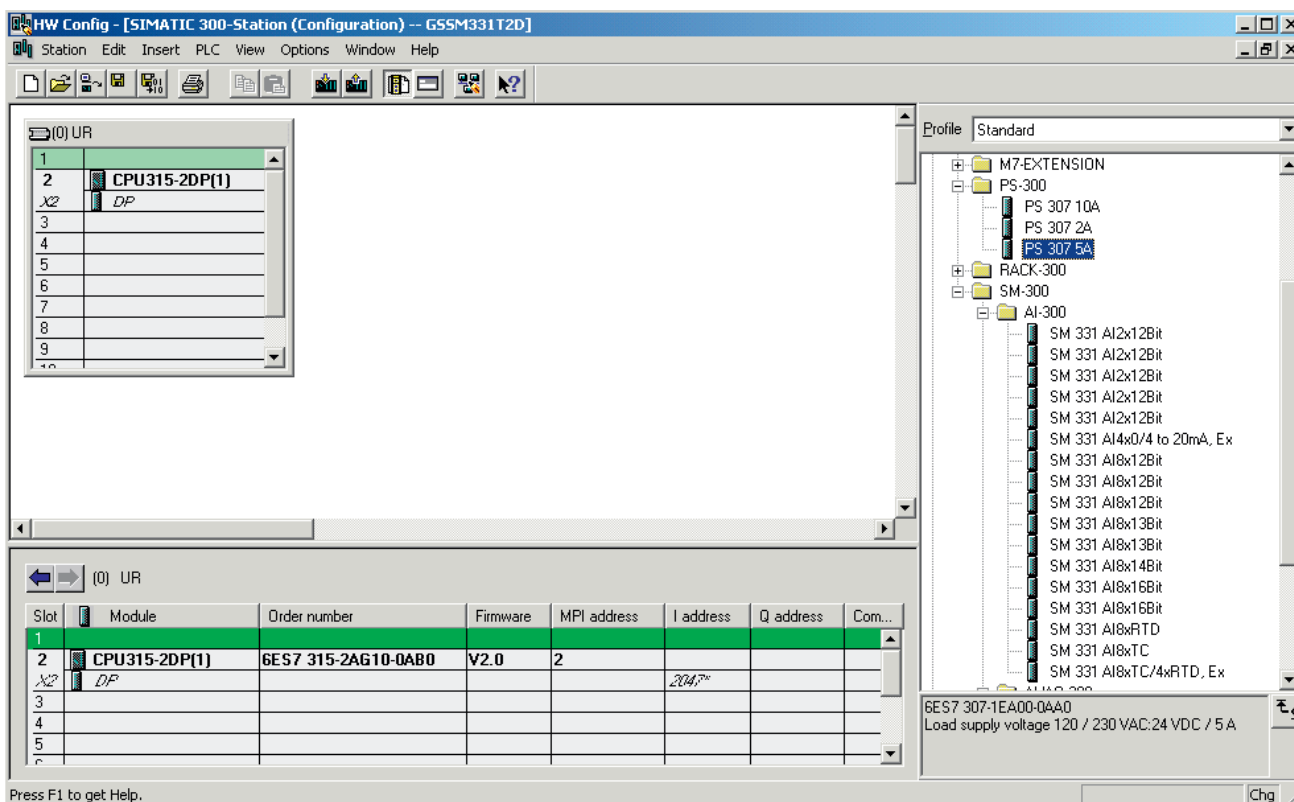 HW Config - [SIMATIC 300-Station (Configuration) -- GSSM331T2D]
Station Edit Insert PLC View Options Window Help
(0) UR
1
2 CPU315-2DP(1)
X2 DP
3
4
5
6
7
8
9
10
Profile Standard
M7-EXTENSION
PS-300
PS 307 10A
PS 307 2A
PS 307 5A
RACK-300
SM-300
AI-300
SM 331 AI2x12Bit
SM 331 AI2x12Bit
SM 331 AI2x12Bit
SM 331 AI2x12Bit
SM 331 AI2x12Bit
SM 331 AI4x0/4 to 20mA, Ex
SM 331 AI8x12Bit
SM 331 AI8x12Bit
SM 331 AI8x12Bit
SM 331 AI8x13Bit
SM 331 AI8x13Bit
SM 331 AI8x14Bit
SM 331 AI8x16Bit
SM 331 AI8x16Bit
SM 331 AI8xRTD
SM 331 AI8xTC
SM 331 AI8xTC/4xRTD, Ex
6ES7 307-1EA00-0AA0
Load supply voltage 120 / 230 VAC:24 VDC / 5 A
(0) UR
Slot Module Order number Firmware MPI address I address Q address Com...
1
2 CPU315-2DP(1) 6ES7 315-2AG10-0AB0 V2.0 2
X2 DP 2047*
3
4
5
Press F1 to get Help.
Chg